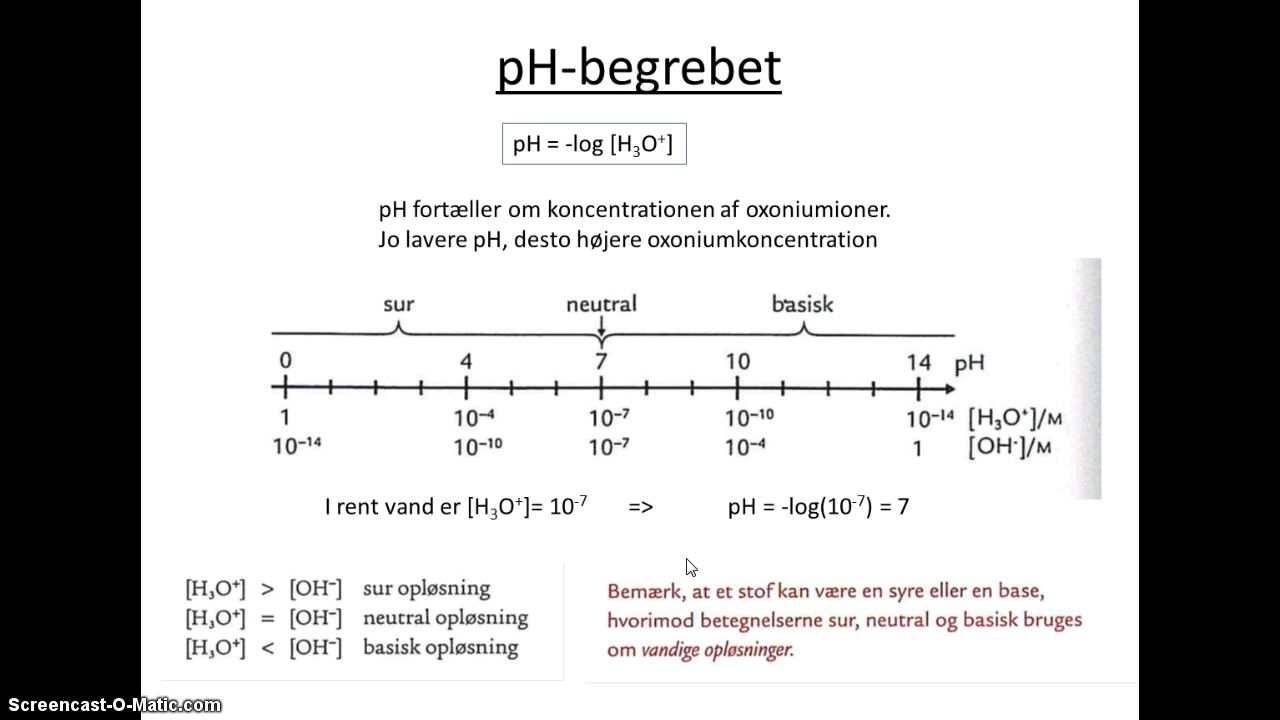 pH-begrebet
pH = -log [H₃O⁺]
pH fortæller om koncentrationen af oxoniumioner.
Jo lavere pH, desto højere oxoniumkoncentration
sur neutral basisk
0 4 7 10 14 pH
1 10⁻⁴ 10⁻⁷ 10⁻¹⁰ 10⁻¹⁴ [H₃O⁺]/M
10⁻¹⁴ 10⁻¹⁰ 10⁻⁷ 10⁻⁴ 1 [OH⁻]/M
I rent vand er [H₃O⁺]= 10⁻⁷ => pH = -log(10⁻⁷) = 7
[H₃O⁺] > [OH⁻] sur opløsning
[H₃O⁺] = [OH⁻] neutral opløsning
[H₃O⁺] < [OH⁻] basisk opløsning
Bemærk, at et stof kan være en syre eller en base,
hvorimod betegnelserne sur, neutral og basisk bruges
om vandige opløsninger.
Screencast-O-Matic.com